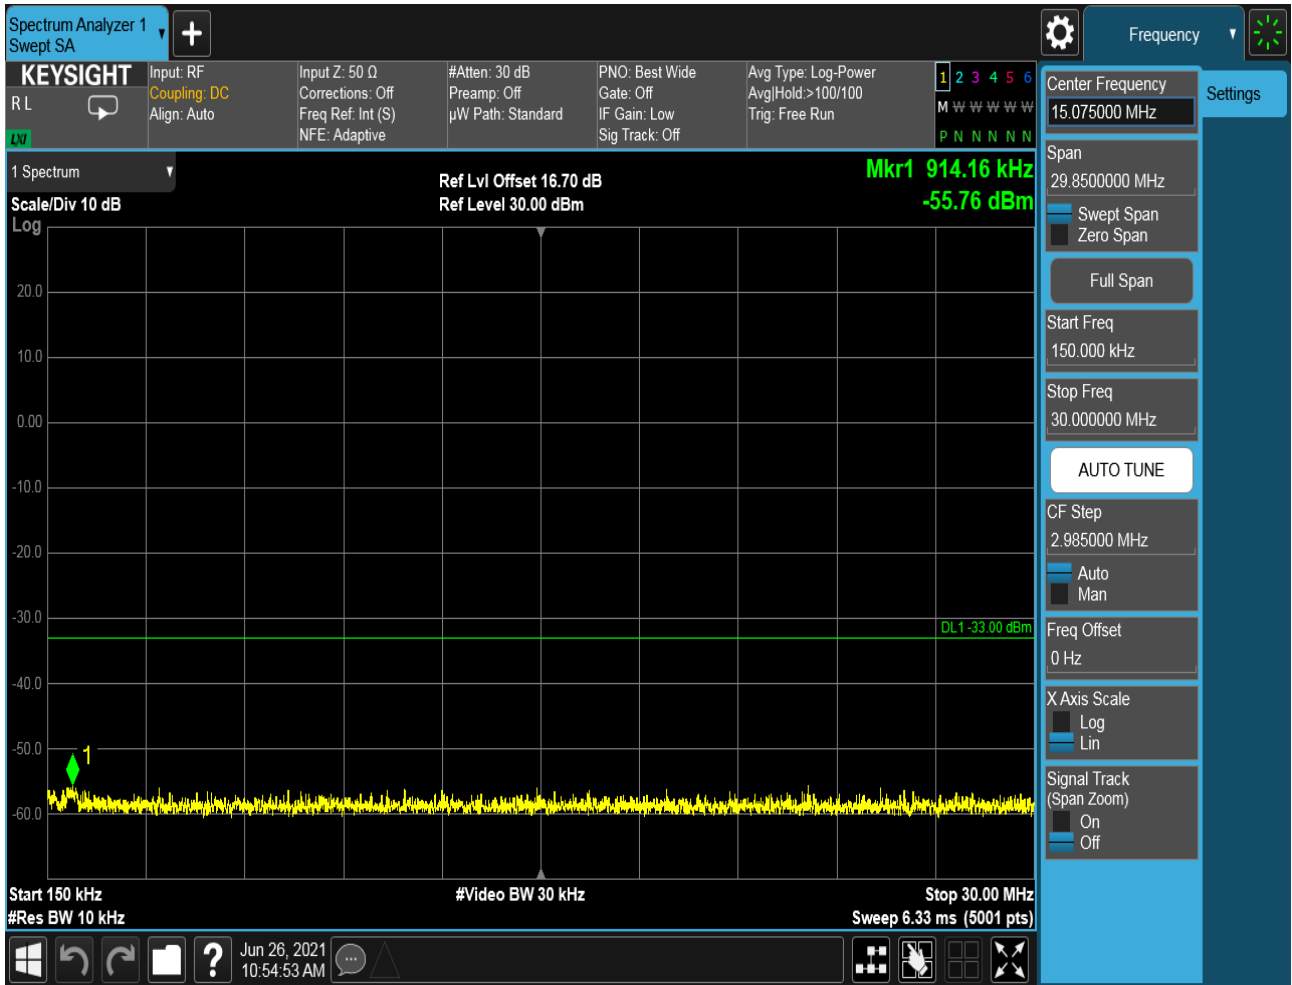 Spectrum Analyzer 1
Swept SA
Frequency
KEYSIGHT
R L
LXI
Input: RF
Coupling: DC
Align: Auto
Input Z: 50 Ω
Corrections: Off
Freq Ref: Int (S)
NFE: Adaptive
#Atten: 30 dB
Preamp: Off
µW Path: Standard
PNO: Best Wide
Gate: Off
IF Gain: Low
Sig Track: Off
Avg Type: Log-Power
Avg|Hold:>100/100
Trig: Free Run
1 2 3 4 5 6
M W W W W W
P N N N N N
1 Spectrum
Scale/Div 10 dB
Log
Ref Lvl Offset 16.70 dB
Ref Level 30.00 dBm
Mkr1 914.16 kHz
-55.76 dBm
20.0
10.0
0.00
-10.0
-20.0
-30.0
DL1 -33.00 dBm
-40.0
-50.0
1
-60.0
Start 150 kHz
#Video BW 30 kHz
Stop 30.00 MHz
#Res BW 10 kHz
Sweep 6.33 ms (5001 pts)
?
Jun 26, 2021
10:54:53 AM
Center Frequency
15.075000 MHz
Settings
Span
29.8500000 MHz
Swept Span
Zero Span
Full Span
Start Freq
150.000 kHz
Stop Freq
30.000000 MHz
AUTO TUNE
CF Step
2.985000 MHz
Auto
Man
Freq Offset
0 Hz
X Axis Scale
Log
Lin
Signal Track
(Span Zoom)
On
Off